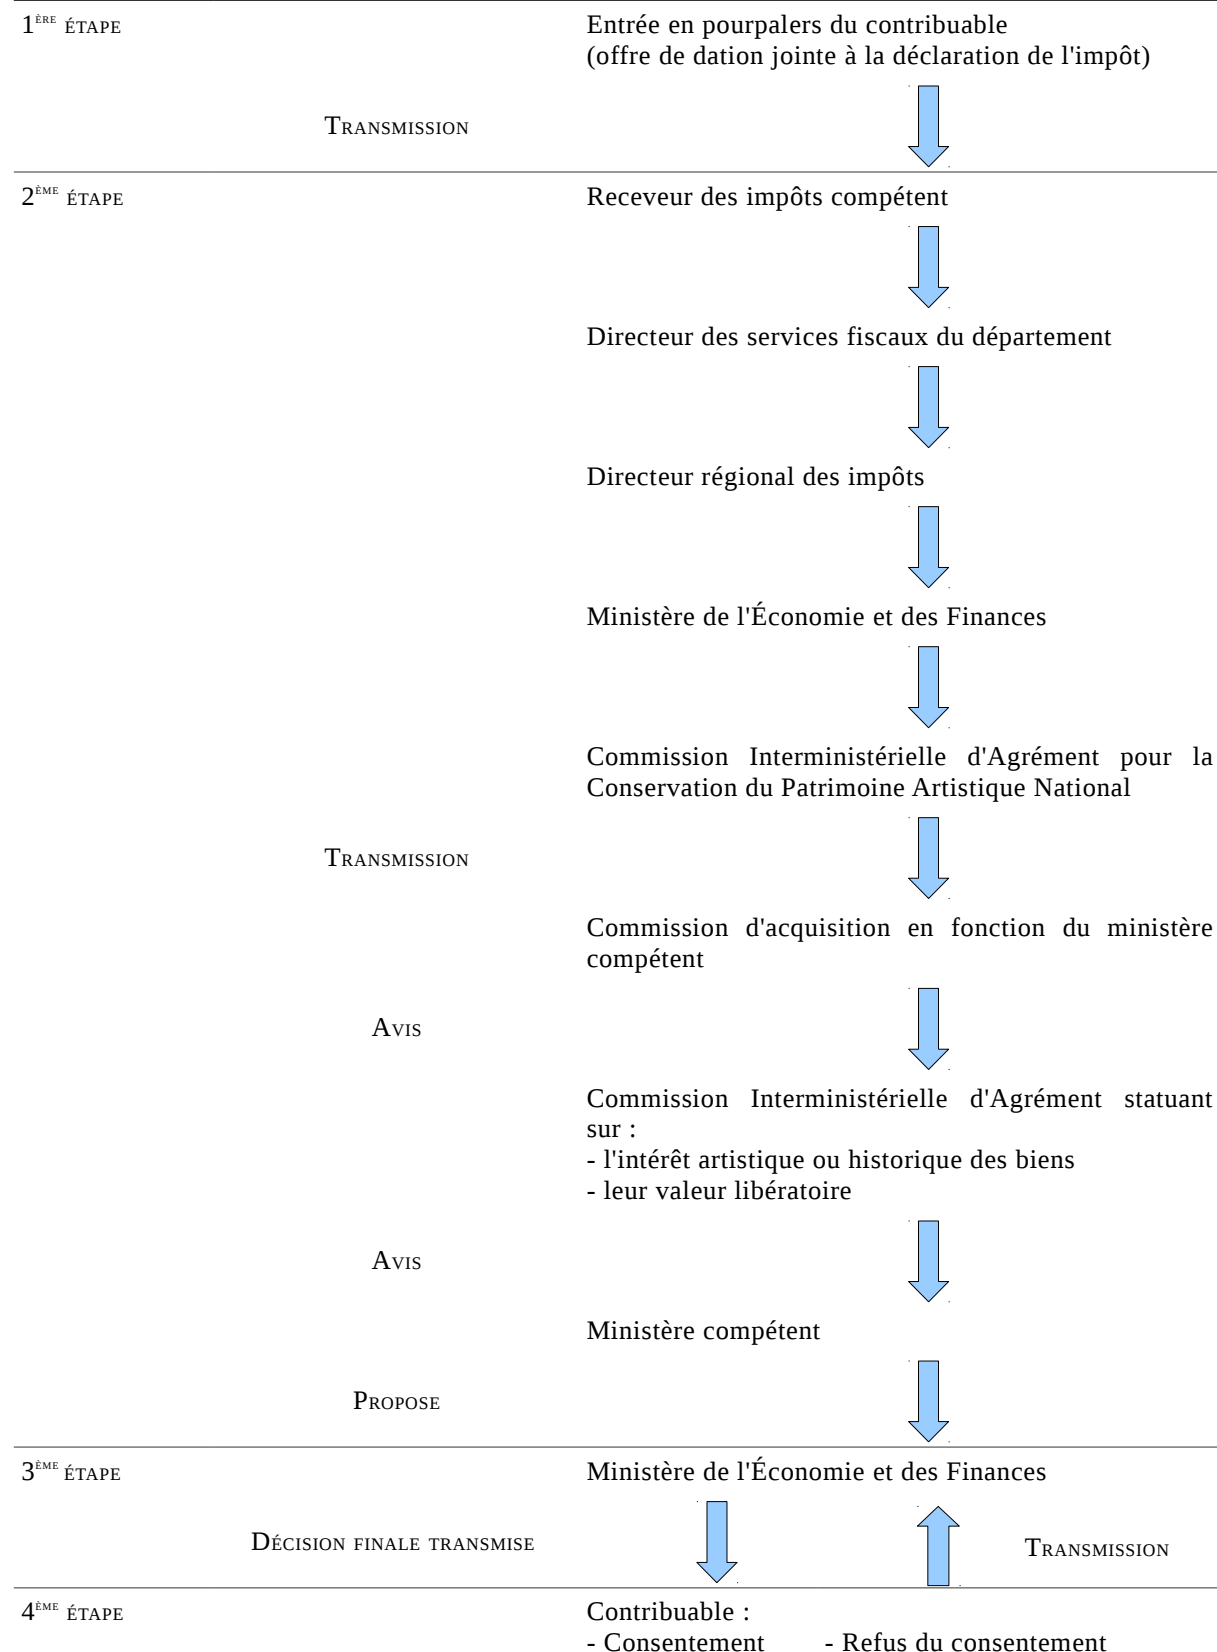 1ÈRE ÉTAPE
Entrée en pourpalers du contribuable
(offre de dation jointe à la déclaration de l'impôt)
TRANSMISSION
2ÈME ÉTAPE
Receveur des impôts compétent
Directeur des services fiscaux du département
Directeur régional des impôts
Ministère de l'Économie et des Finances
Commission Interministérielle d'Agrément pour la
Conservation du Patrimoine Artistique National
TRANSMISSION
Commission d'acquisition en fonction du ministère
compétent
AVIS
Commission Interministérielle d'Agrément statuant
sur :
- l'intérêt artistique ou historique des biens
- leur valeur libératoire
AVIS
Ministère compétent
PROPOSE
3ÈME ÉTAPE
Ministère de l'Économie et des Finances
DÉCISION FINALE TRANSMISE
TRANSMISSION
4ÈME ÉTAPE
Contribuable :
- Consentement - Refus du consentement